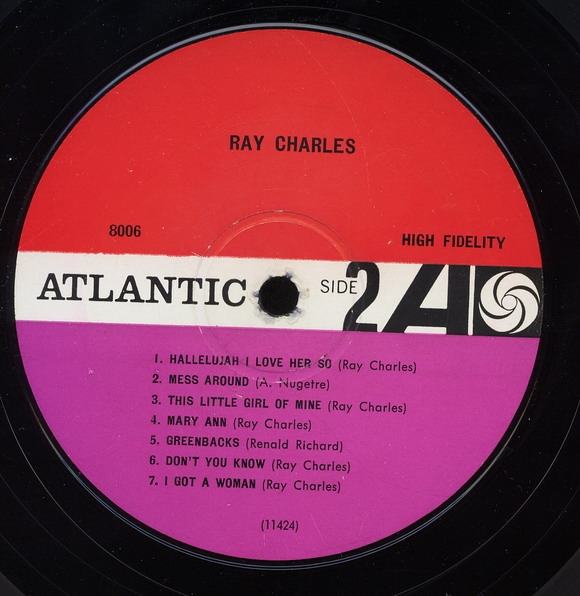 RAY CHARLES
8006
HIGH FIDELITY
ATLANTIC SIDE 2 A
1. HALLELUJAH I LOVE HER SO (Ray Charles)
2. MESS AROUND (A. Nugetre)
3. THIS LITTLE GIRL OF MINE (Ray Charles)
4. MARY ANN (Ray Charles)
5. GREENBACKS (Renald Richard)
6. DON'T YOU KNOW (Ray Charles)
7. I GOT A WOMAN (Ray Charles)
(11424)